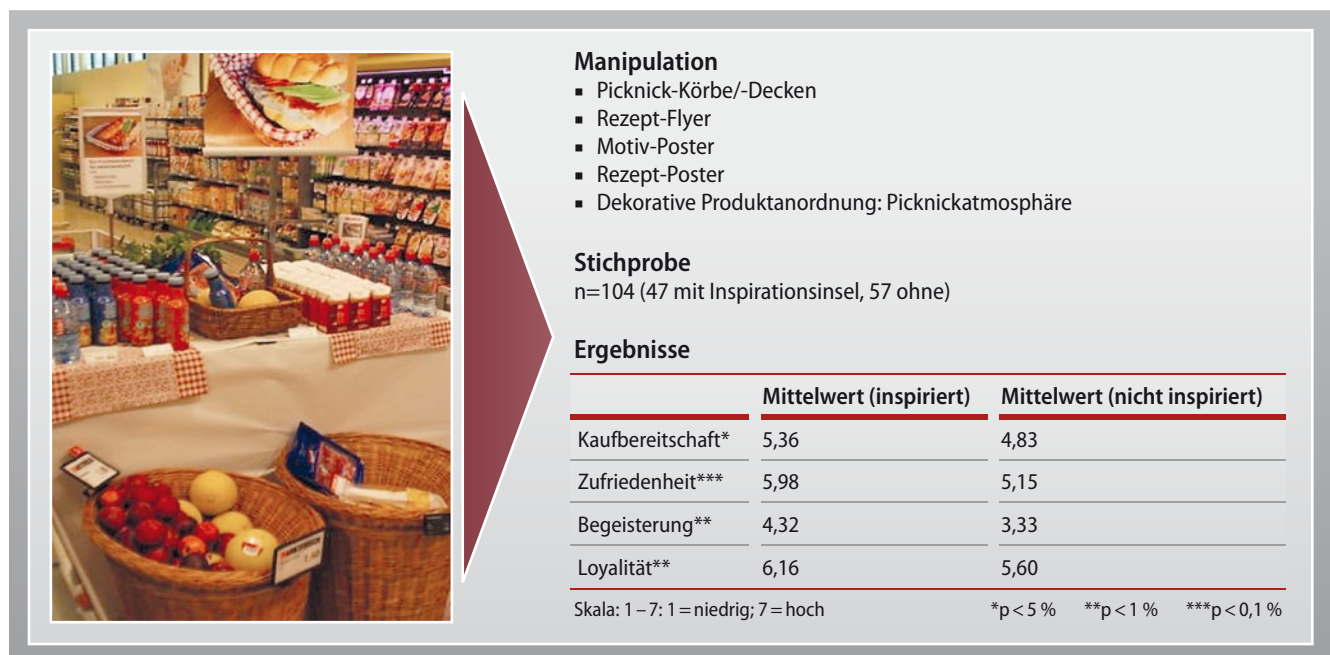 Manipulation
▪ Picknick-Körbe/-Decken
▪ Rezept-Flyer
▪ Motiv-Poster
▪ Rezept-Poster
▪ Dekorative Produktanordnung: Picknickatmosphäre
Stichprobe
n=104 (47 mit Inspirationsinsel, 57 ohne)
Ergebnisse
Mittelwert (inspiriert) Mittelwert (nicht inspiriert)
Kaufbereitschaft* 5,36 4,83
Zufriedenheit*** 5,98 5,15
Begeisterung** 4,32 3,33
Loyalität** 6,16 5,60
Skala: 1 – 7: 1 = niedrig; 7 = hoch *p < 5 % **p < 1 % ***p < 0,1 %